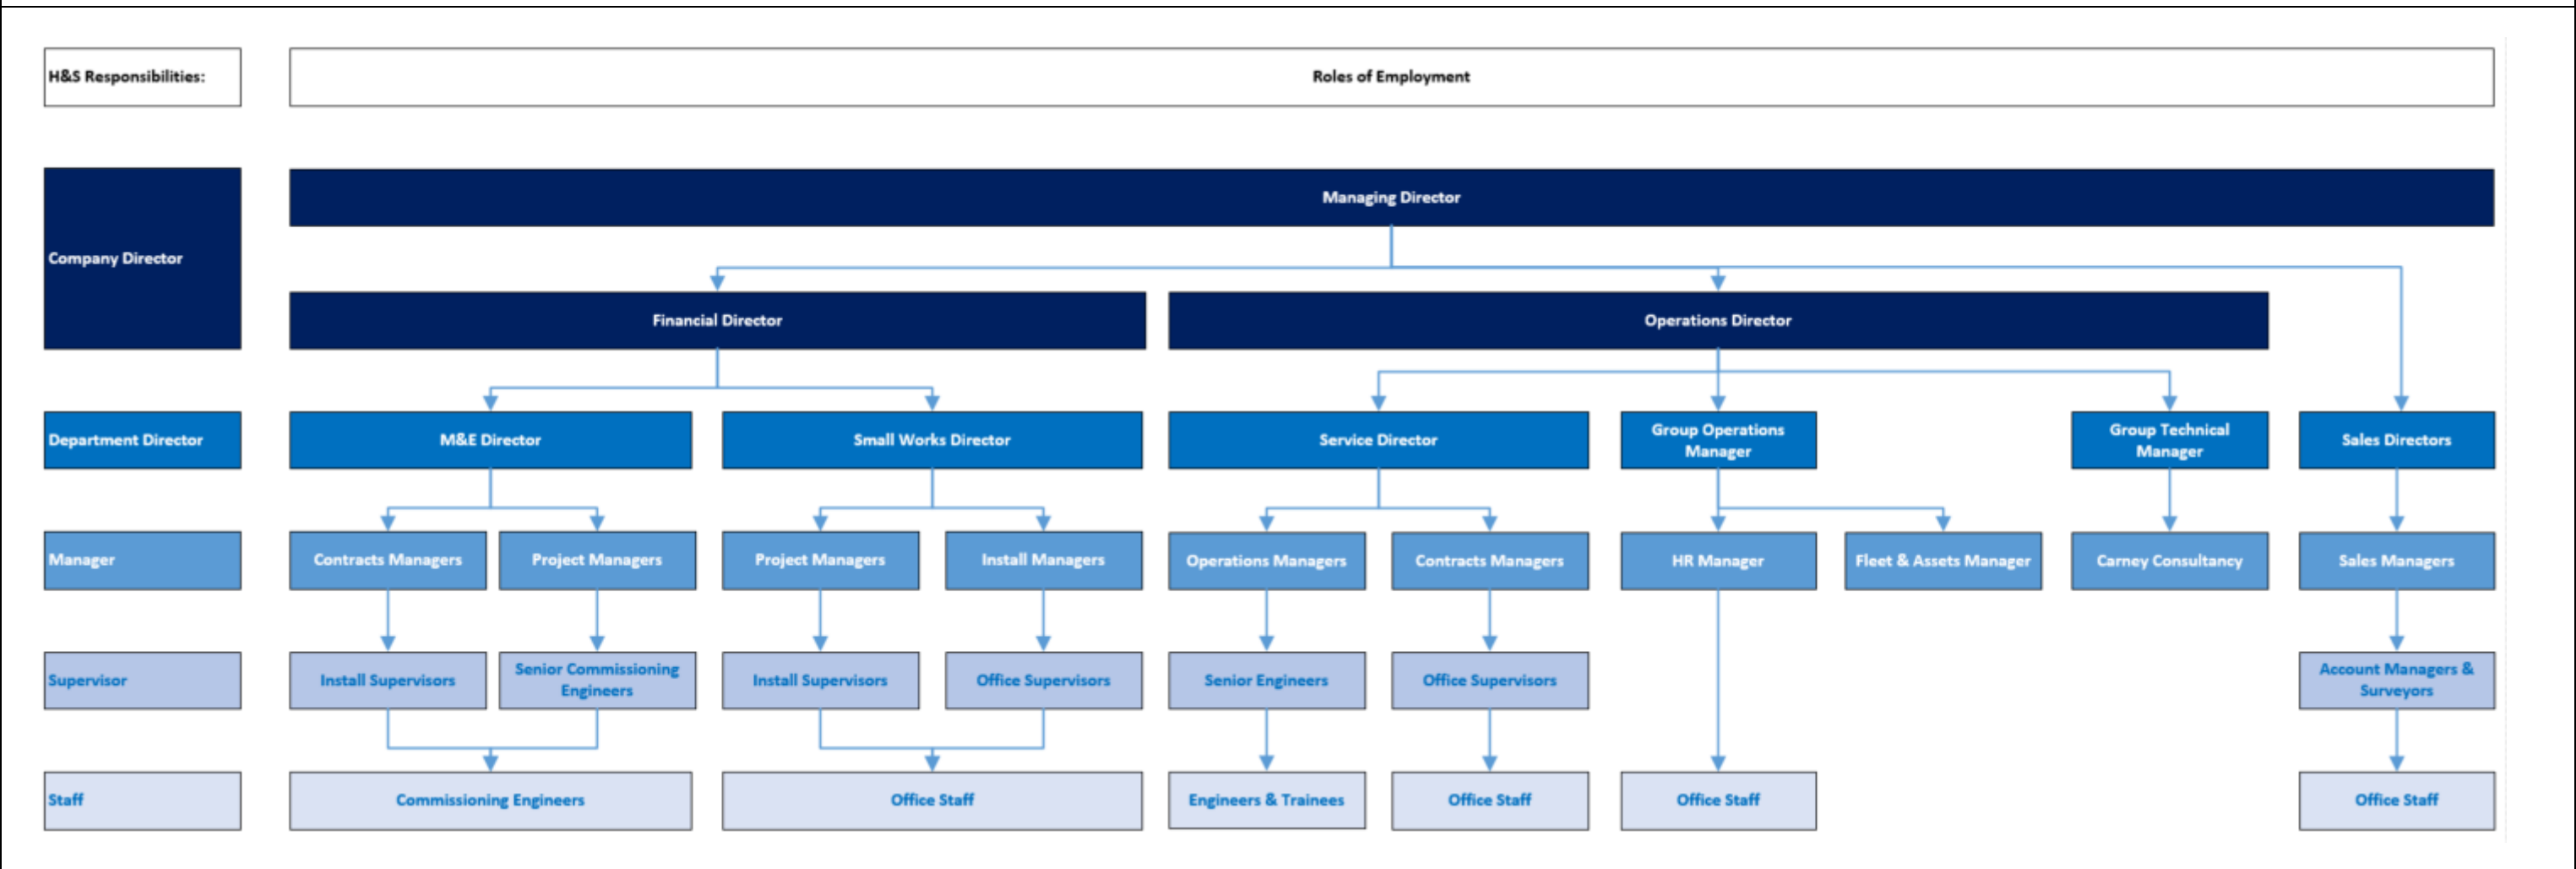 H&S Responsibilities:
Roles of Employment
Managing Director
Company Director
Financial Director
Operations Director
Department Director
M&E Director
Small Works Director
Service Director
Group Operations
Manager
Group Technical
Manager
Sales Directors
Manager
Contracts Managers
Project Managers
Project Managers
Install Managers
Operations Managers
Contracts Managers
HR Manager
Fleet & Assets Manager
Carney Consultancy
Sales Managers
Supervisor
Install Supervisors
Senior Commissioning
Engineers
Install Supervisors
Office Supervisors
Senior Engineers
Office Supervisors
Account Managers &
Surveyors
Staff
Commissioning Engineers
Office Staff
Engineers & Trainees
Office Staff
Office Staff
Office Staff